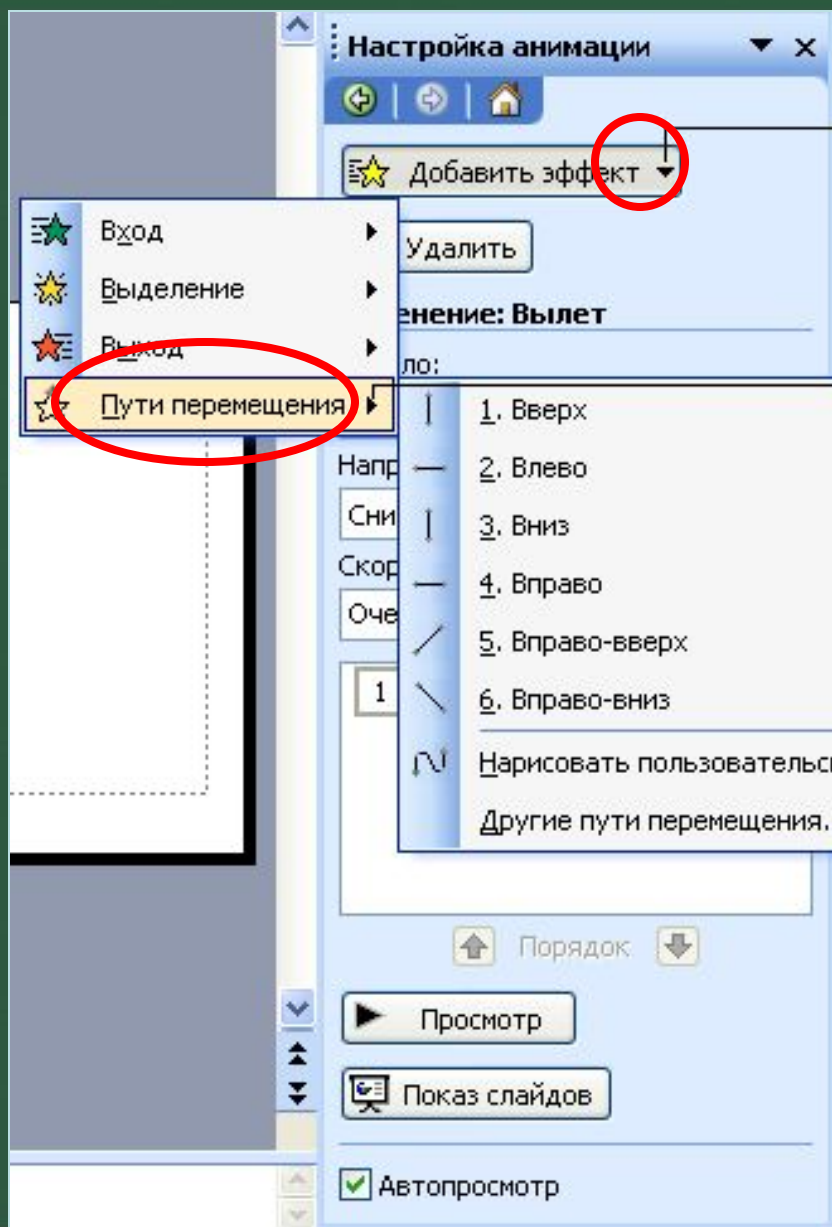 Настройка анимации
Добавить эффект
Вход
Удалить
Выделение
енение: Вылет
Выход
ло:
Пути перемещения
1. Вверх
Напр
2. Влево
Сни
3. Вниз
Скор
4. Вправо
Оче
5. Вправо-вверх
1
6. Вправо-вниз
Нарисовать пользовательс
Другие пути перемещения.
Порядок
Просмотр
Показ слайдов
Автопросмотр